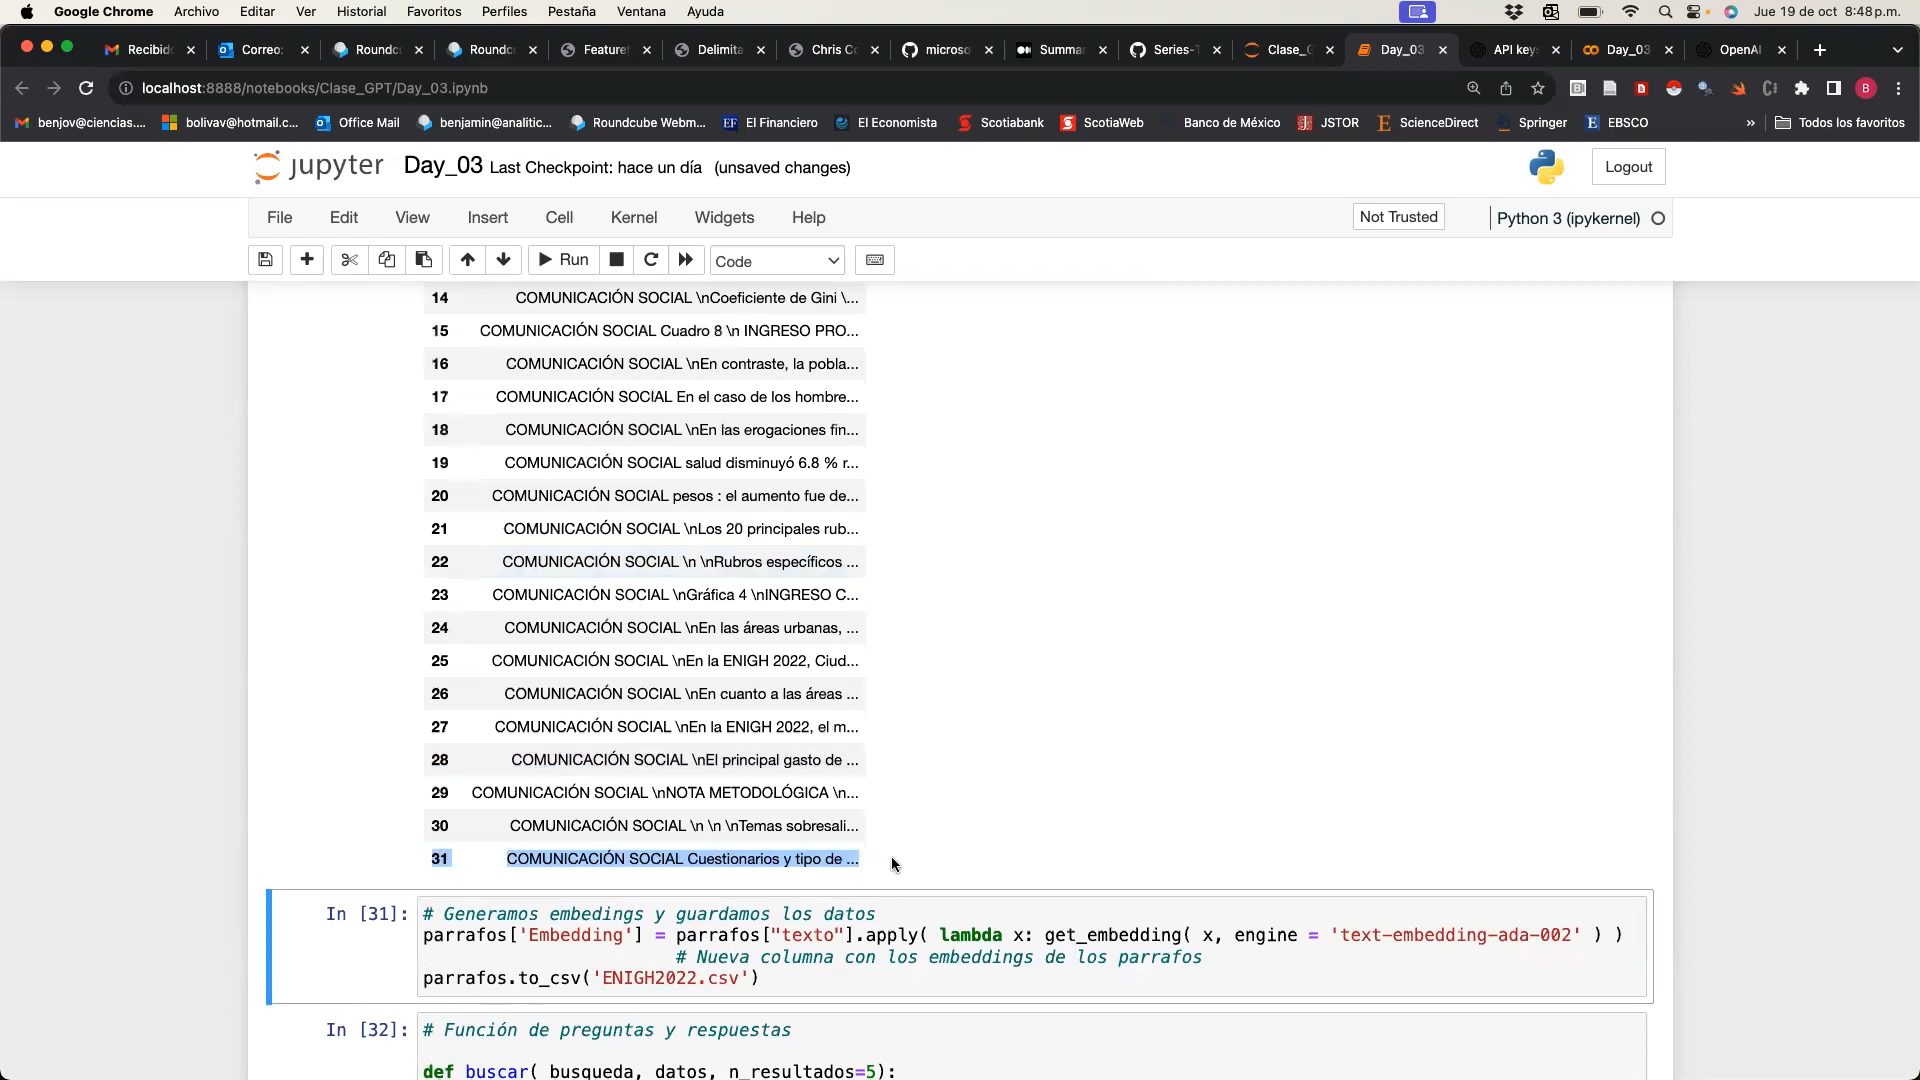 Google Chrome Archivo Editar Ver Historial Favoritos Perfiles Pestaña Ventana Ayuda Jue 19 de oct 8:48 p.m.
Recibid Correo: Roundcu Roundcu Feature Delimita Chris Co microsof Summar Series-T Clase_G Day_03 API keys Day_03. OpenAI
localhost:8888/notebooks/Clase_GPT/Day_03.ipynb
benjov@ciencias.... bolivav@hotmail.c... Office Mail benjamin@analitic... Roundcube Webm... El Financiero El Economista Scotiabank ScotiaWeb Banco de México JSTOR ScienceDirect Springer EBSCO » Todos los favoritos
jupyter Day_03 Last Checkpoint: hace un día (unsaved changes) Logout
File Edit View Insert Cell Kernel Widgets Help Not Trusted Python 3 (ipykernel)
Run Code
14 COMUNICACIÓN SOCIAL \nCoeficiente de Gini \...
15 COMUNICACIÓN SOCIAL Cuadro 8 \n INGRESO PRO...
16 COMUNICACIÓN SOCIAL \nEn contraste, la pobla...
17 COMUNICACIÓN SOCIAL En el caso de los hombre...
18 COMUNICACIÓN SOCIAL \nEn las erogaciones fin...
19 COMUNICACIÓN SOCIAL salud disminuyó 6.8 % r...
20 COMUNICACIÓN SOCIAL pesos : el aumento fue de...
21 COMUNICACIÓN SOCIAL \nLos 20 principales rub...
22 COMUNICACIÓN SOCIAL \n \nRubros específicos ...
23 COMUNICACIÓN SOCIAL \nGráfica 4 \nINGRESO C...
24 COMUNICACIÓN SOCIAL \nEn las áreas urbanas, ...
25 COMUNICACIÓN SOCIAL \nEn la ENIGH 2022, Ciud...
26 COMUNICACIÓN SOCIAL \nEn cuanto a las áreas ...
27 COMUNICACIÓN SOCIAL \nEn la ENIGH 2022, el m...
28 COMUNICACIÓN SOCIAL \nEl principal gasto de ...
29 COMUNICACIÓN SOCIAL \nNOTA METODOLÓGICA \n...
30 COMUNICACIÓN SOCIAL \n \n \nTemas sobresali...
31 COMUNICACIÓN SOCIAL Cuestionarios y tipo de ...
In [31]: # Generamos embedings y guardamos los datos
parrafos['Embedding'] = parrafos["texto"].apply( lambda x: get_embedding( x, engine = 'text-embedding-ada-002' ) )
# Nueva columna con los embeddings de los parrafos
parrafos.to_csv('ENIGH2022.csv')
In [32]: # Función de preguntas y respuestas
def buscar( busqueda, datos, n_resultados=5):